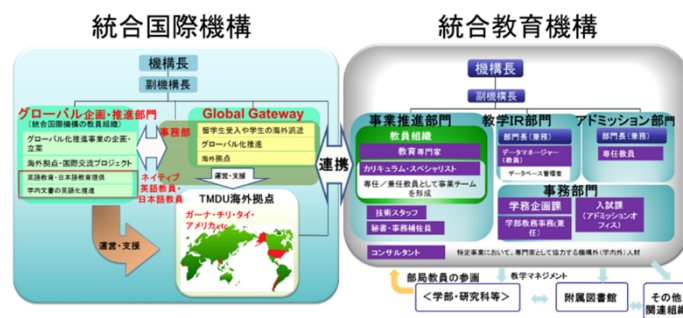 統合国際機構
機構長
副機構長
グローバル企画・推進部門
(統合国際機構の教員組織)
グローバル化推進事業の企画・
立案
海外拠点・国際交流プロジェクト
英語教育・日本語教育提供
学内文書の英語化推進
事務部
Global Gateway
留学生受入や学生の海外派遣
グローバル化推進
海外拠点
ネイティブ
英語教員・
日本語教員
運営・支援
運営・支援
TMDU海外拠点
ガーナ・チリ・タイ・
アメリカ,etc
連携
統合教育機構
機構長
副機構長
事業推進部門
教員組織
教育専門家
カリキュラム・スペシャリスト
専任/兼任教員として事業チーム
を形成
技術スタッフ
秘書・事務補佐員
コンサルタント
特定事業において、専門家として協力する機構外(学内外)人材
教学IR部門
部門長(兼務)
データマネージャー
(教員)
データベース管理者
アドミッション部門
部門長(兼務)
専任教員
事務部門
学務企画課
学部教務事務(兼
任)
入試課
(アドミッションオ
フィス)
部局教員の参画
教学マネジメント
<学部・研究科等>
附属図書館
その他
関連組織